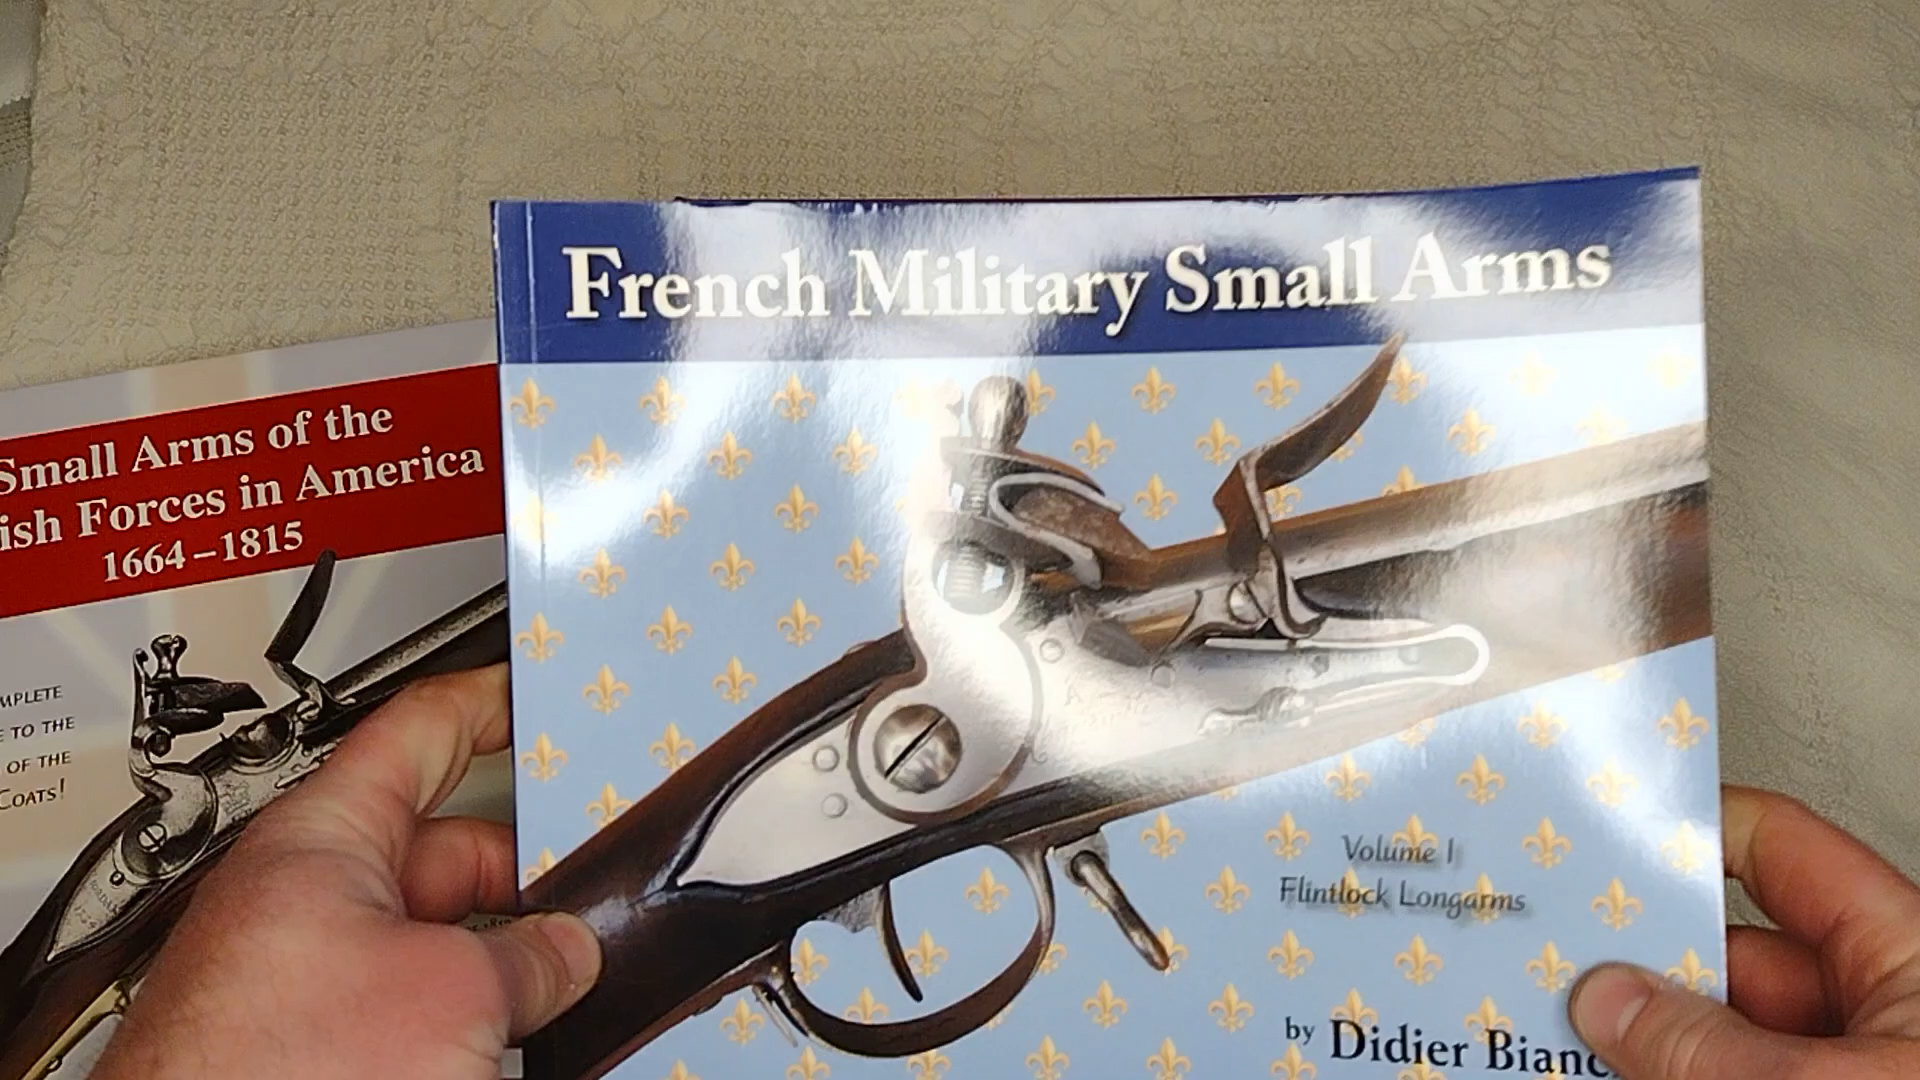 French Military Small Arms
Volume I
Flintlock Longarms
by Didier Bianc
Small Arms of the
ish Forces in America
1664–1815
MPLETE
E TO THE
OF THE
COATS!